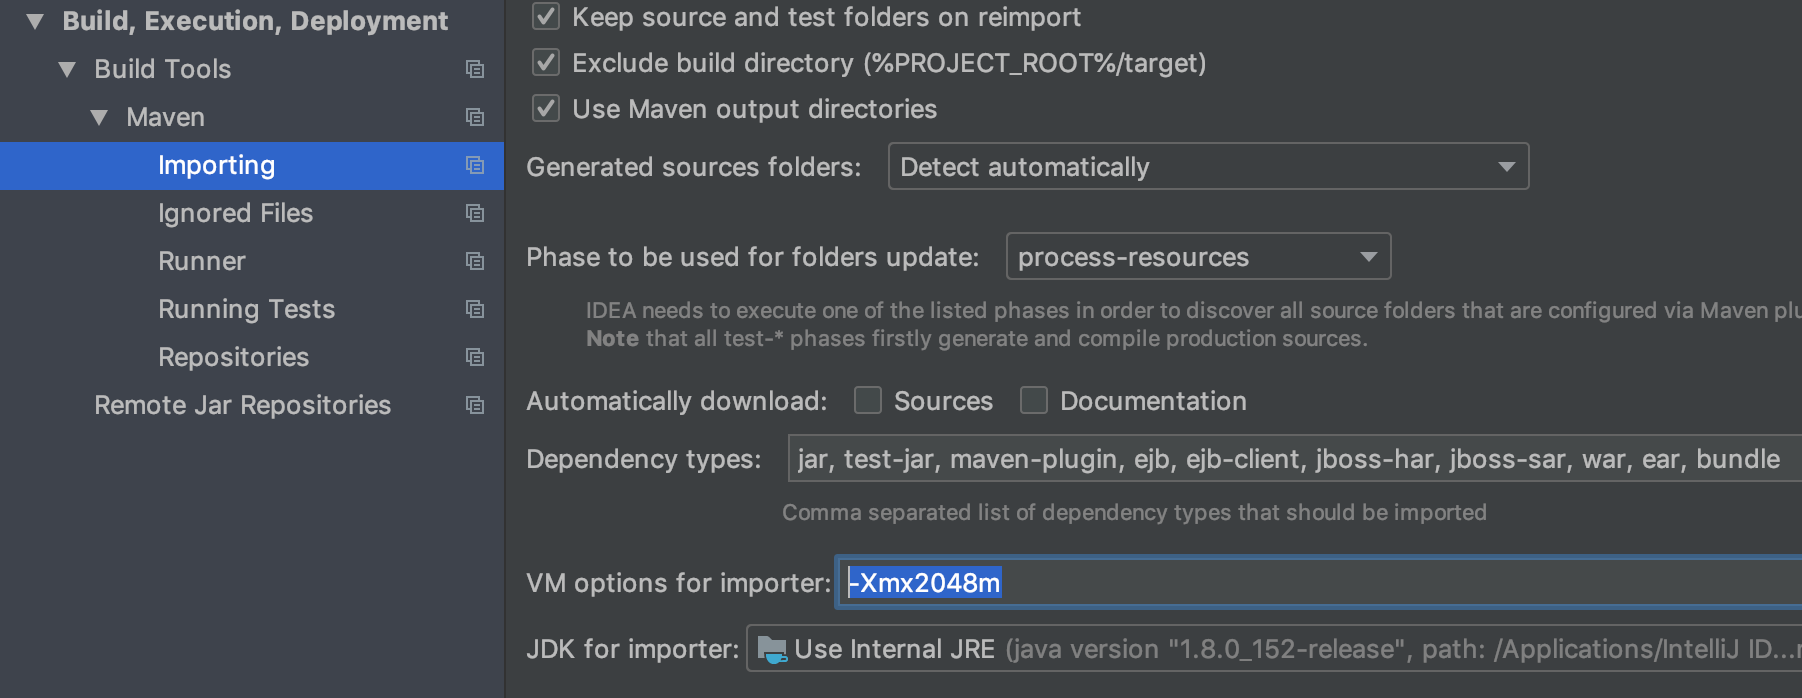 Build, Execution, Deployment
Build Tools
Maven
Importing
Ignored Files
Runner
Running Tests
Repositories
Remote Jar Repositories
Keep source and test folders on reimport
Exclude build directory (%PROJECT_ROOT%/target)
Use Maven output directories
Generated sources folders: Detect automatically
Phase to be used for folders update: process-resources
IDEA needs to execute one of the listed phases in order to discover all source folders that are configured via Maven plu
Note that all test-* phases firstly generate and compile production sources.
Automatically download: Sources Documentation
Dependency types: jar, test-jar, maven-plugin, ejb, ejb-client, jboss-har, jboss-sar, war, ear, bundle
Comma separated list of dependency types that should be imported
VM options for importer: -Xmx2048m
JDK for importer: Use Internal JRE (java version "1.8.0_152-release", path: /Applications/IntelliJ ID...